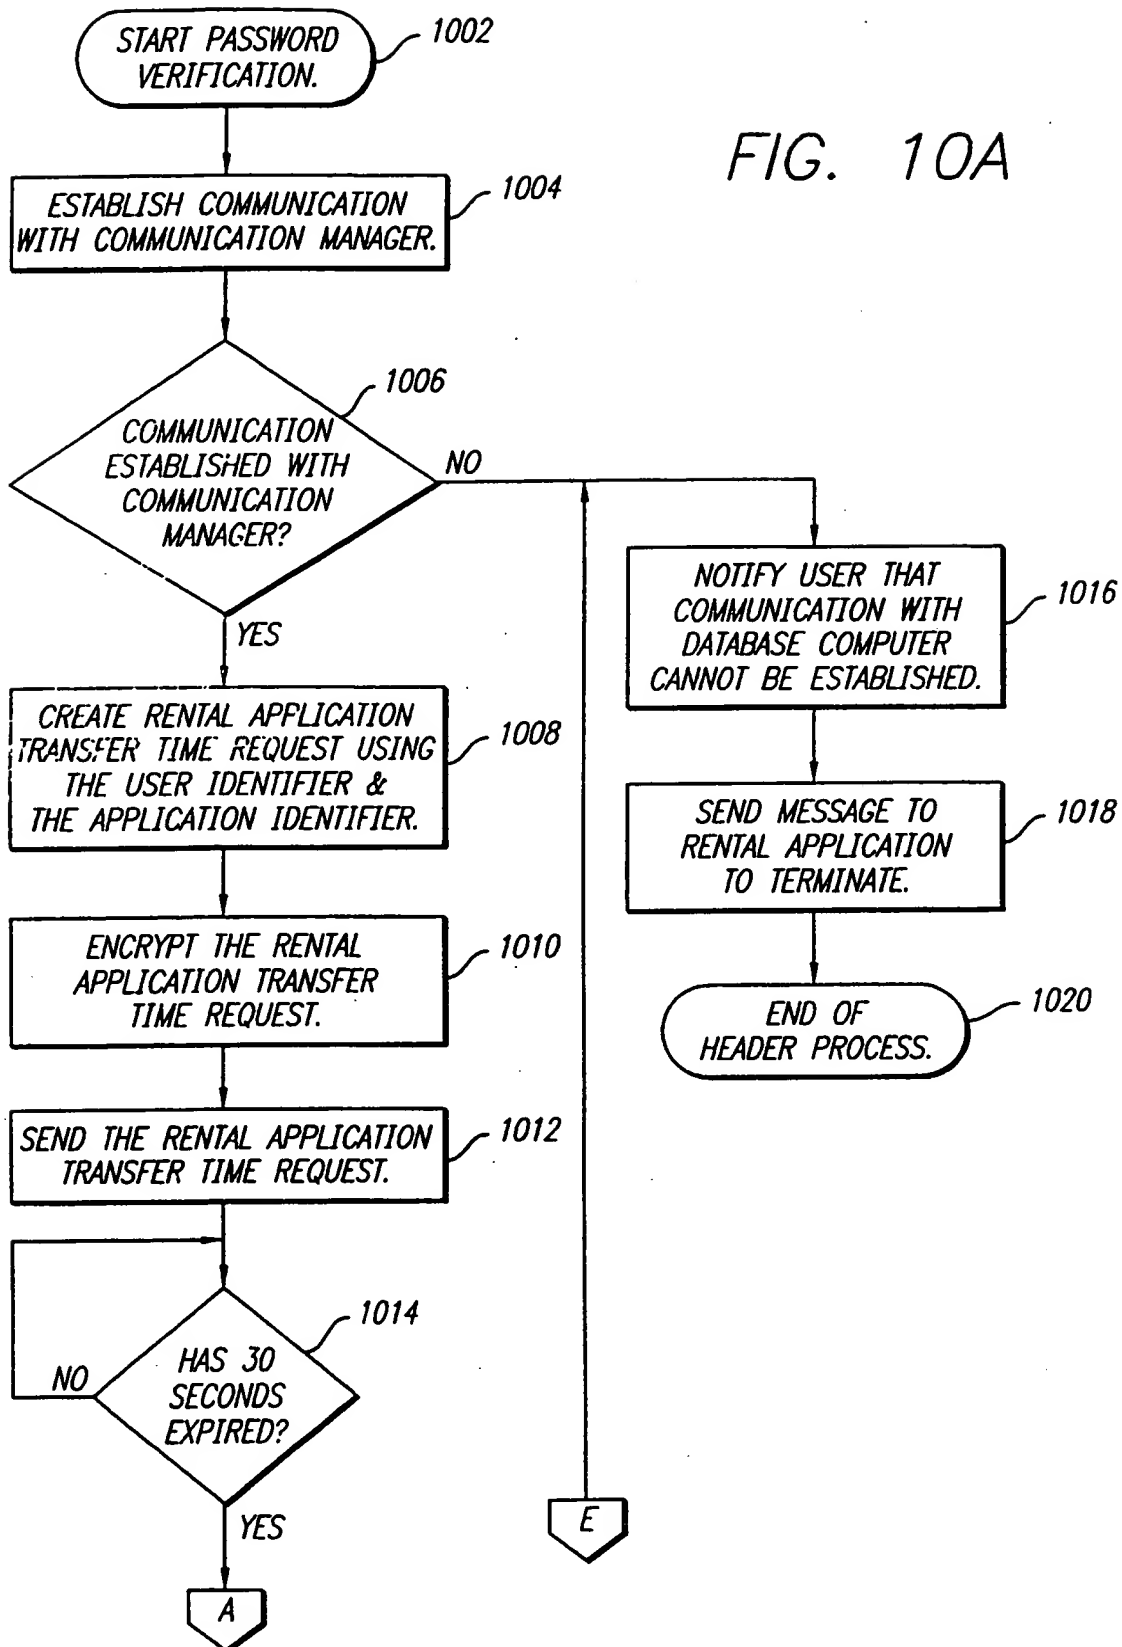 START PASSWORD
VERIFICATION.
1002
FIG. 10A
ESTABLISH COMMUNICATION
WITH COMMUNICATION MANAGER.
1004
1006
COMMUNICATION
ESTABLISHED WITH
COMMUNICATION
MANAGER?
NO
YES
NOTIFY USER THAT
COMMUNICATION WITH
DATABASE COMPUTER
CANNOT BE ESTABLISHED.
1016
CREATE RENTAL APPLICATION
TRANSFER TIME REQUEST USING
THE USER IDENTIFIER &
THE APPLICATION IDENTIFIER.
1008
SEND MESSAGE TO
RENTAL APPLICATION
TO TERMINATE.
1018
ENCRYPT THE RENTAL
APPLICATION TRANSFER
TIME REQUEST.
1010
END OF
HEADER PROCESS.
1020
SEND THE RENTAL APPLICATION
TRANSFER TIME REQUEST.
1012
1014
HAS 30
SECONDS
EXPIRED?
NO
YES
E
A